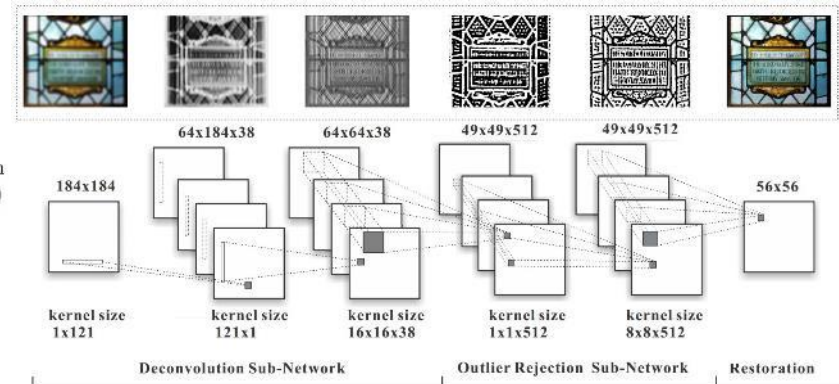 64x184x38
64x64x38
49x49x512
49x49x512
184x184
56x56
kernel size
1x121
kernel size
121x1
kernel size
16x16x38
kernel size
1x1x512
kernel size
8x8x512
Deconvolution Sub-Network
Outlier Rejection Sub-Network
Restoration